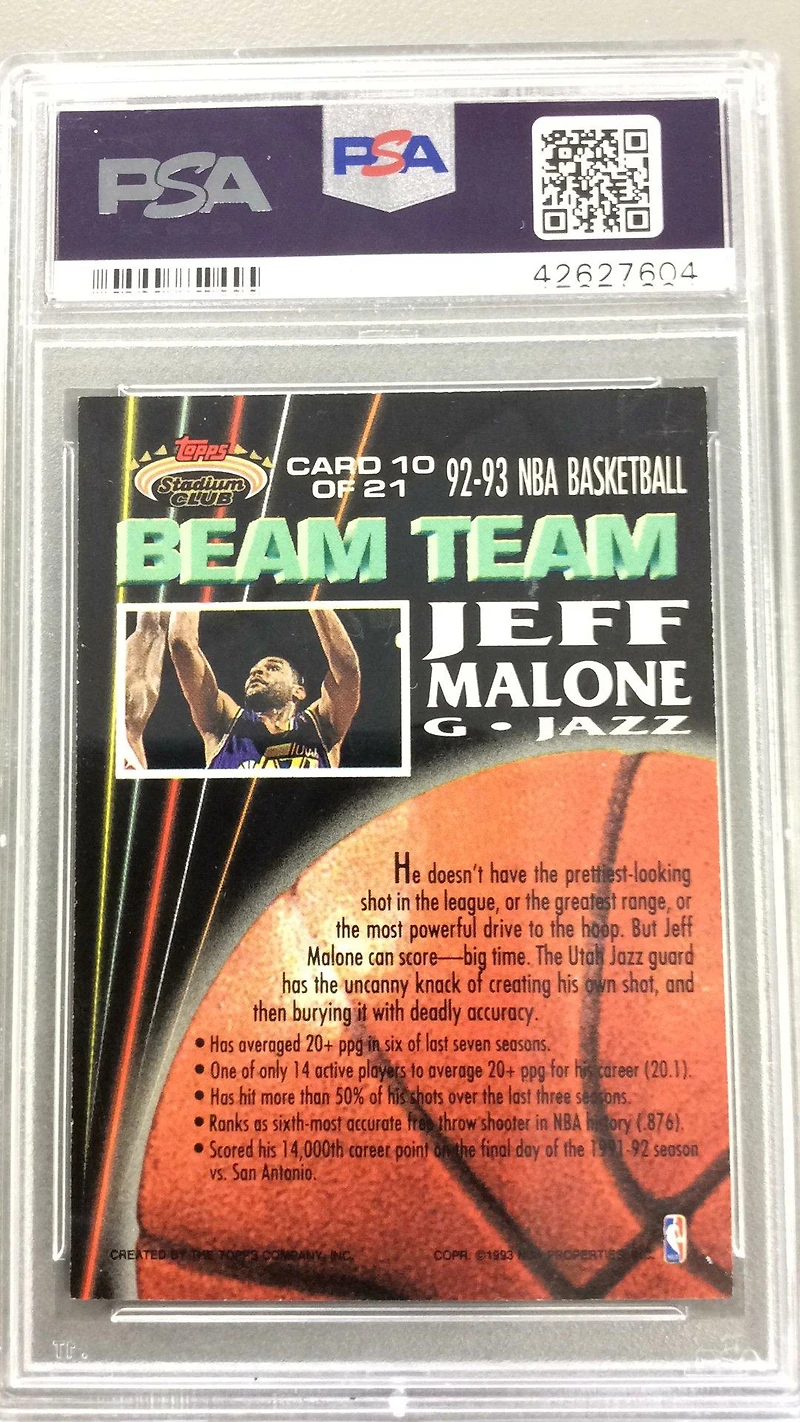 PSA
PSA
42627604
TOPPS
Stadium
CLUB
CARD 10
OF 21
92-93 NBA BASKETBALL
BEAM TEAM
JEFF
MALONE
G • JAZZ
He doesn't have the prettiest-looking
shot in the league, or the greatest range, or
the most powerful drive to the hoop. But Jeff
Malone can score—big time. The Utah Jazz guard
has the uncanny knack of creating his own shot, and
then burying it with deadly accuracy.
• Has averaged 20+ ppg in six of last seven seasons.
• One of only 14 active players to average 20+ ppg for his career (20.1).
• Has hit more than 50% of his shots over the last three seasons.
• Ranks as sixth-most accurate free throw shooter in NBA history (.876).
• Scored his 14,000th career point on the final day of the 1991-92 season
vs. San Antonio.
CREATED BY THE TOPPS COMPANY, INC.
COPR. ©1993 NBA PROPERTIES, INC.